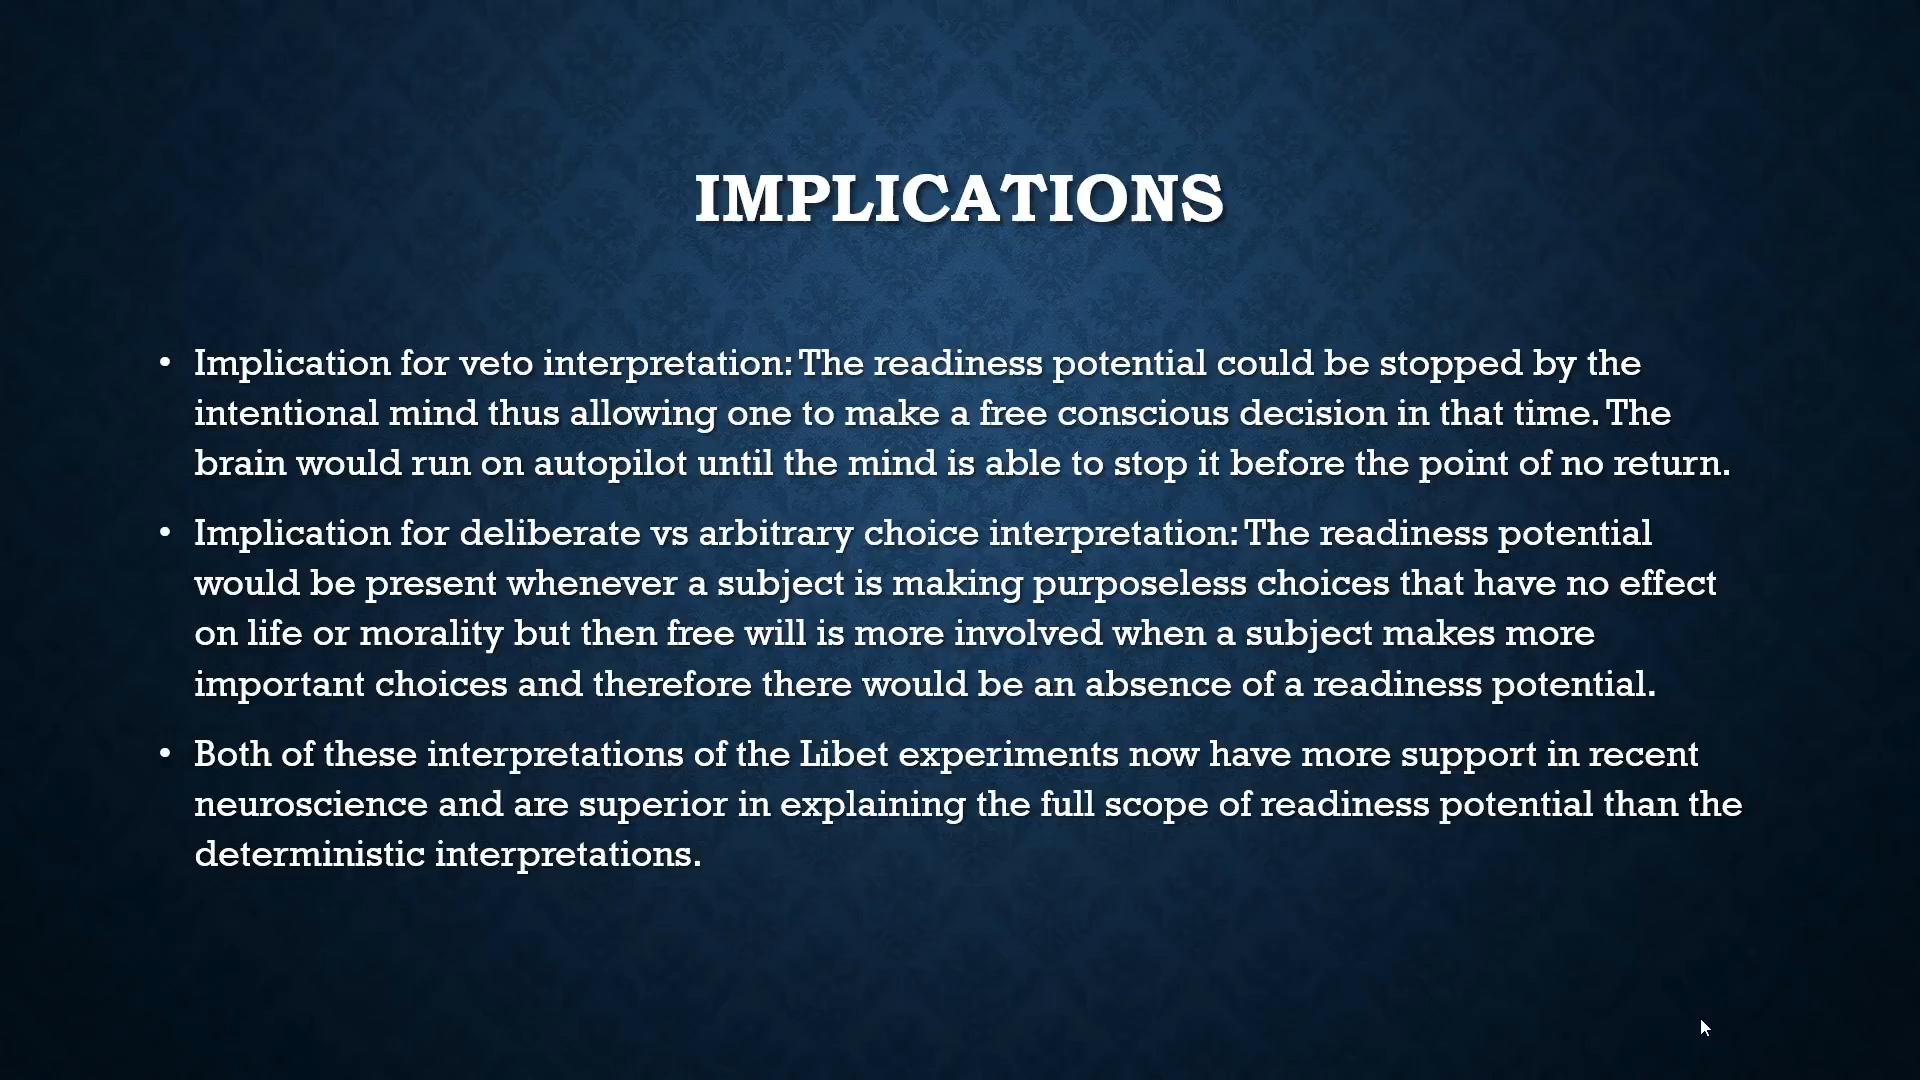 IMPLICATIONS
• Implication for veto interpretation: The readiness potential could be stopped by the
intentional mind thus allowing one to make a free conscious decision in that time. The
brain would run on autopilot until the mind is able to stop it before the point of no return.
• Implication for deliberate vs arbitrary choice interpretation: The readiness potential
would be present whenever a subject is making purposeless choices that have no effect
on life or morality but then free will is more involved when a subject makes more
important choices and therefore there would be an absence of a readiness potential.
• Both of these interpretations of the Libet experiments now have more support in recent
neuroscience and are superior in explaining the full scope of readiness potential than the
deterministic interpretations.